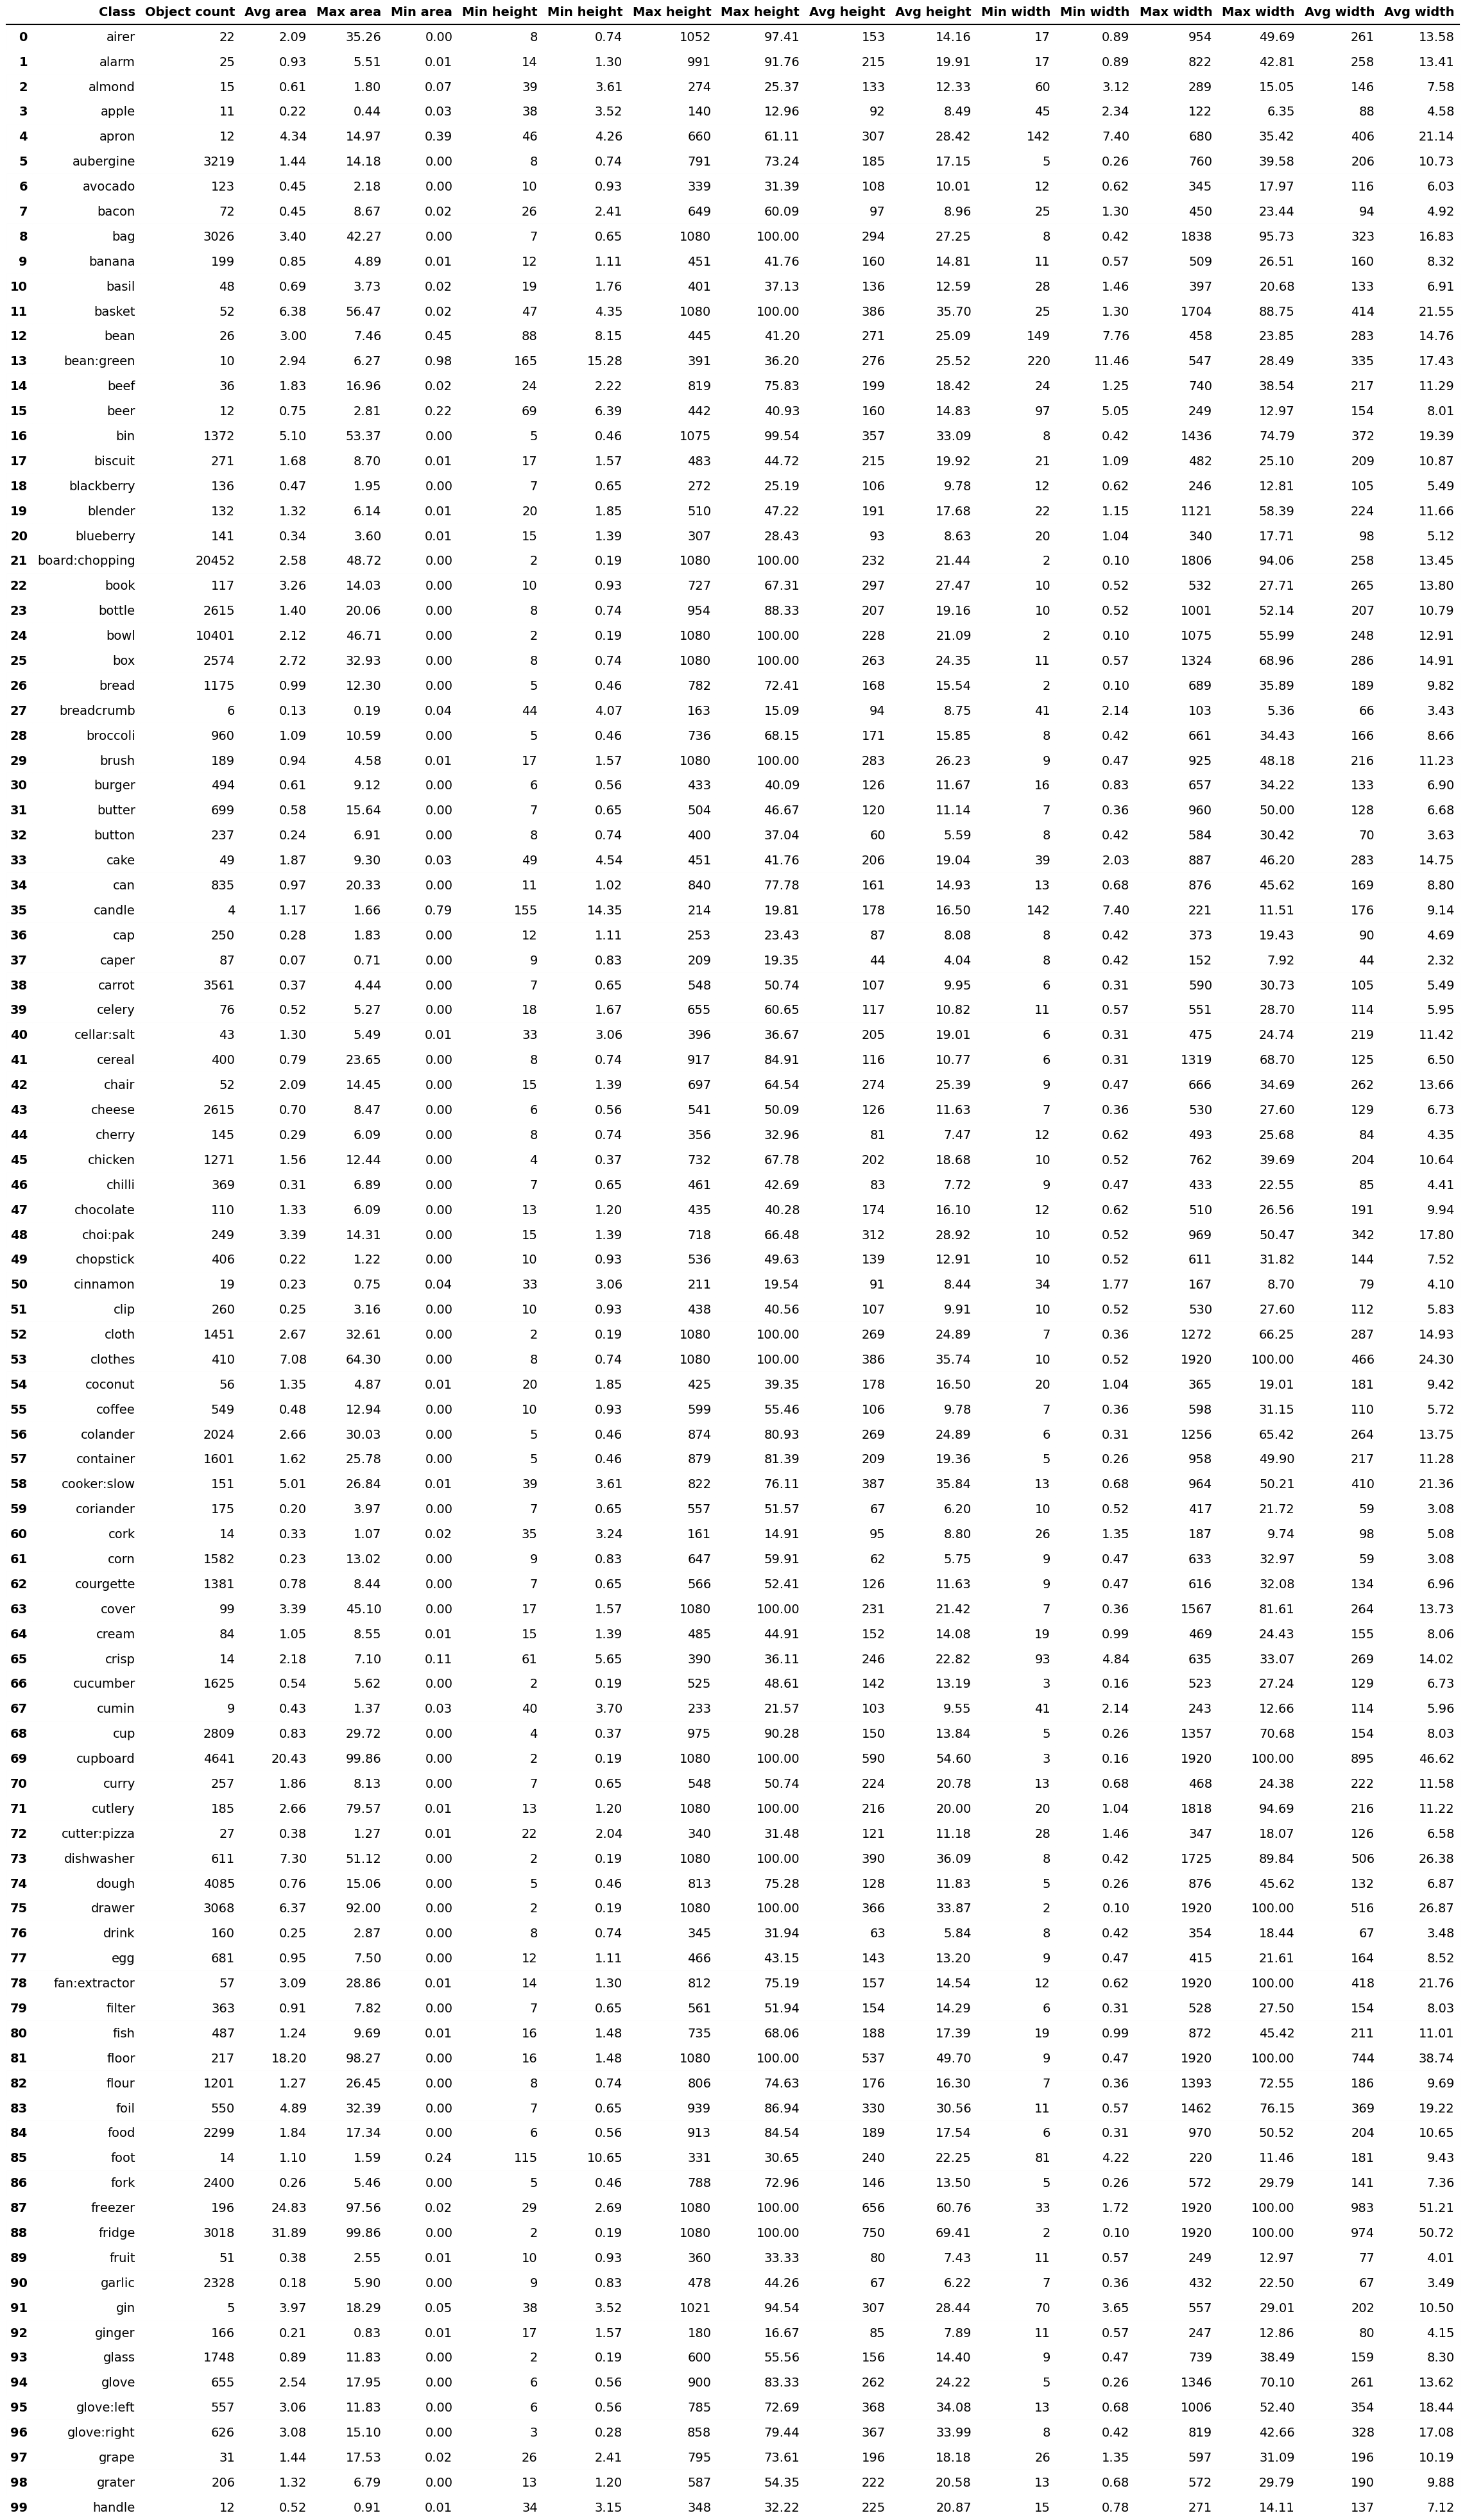 Class Object count Avg area Max area Min area Min height Min height Max height Max height Avg height Avg height Min width Min width Max width Max width Avg width Avg width
0 airer 22 2.09 35.26 0.00 8 0.74 1052 97.41 153 14.16 17 0.89 954 49.69 261 13.58
1 alarm 25 0.93 5.51 0.01 14 1.30 991 91.76 215 19.91 17 0.89 822 42.81 258 13.41
2 almond 15 0.61 1.80 0.07 39 3.61 274 25.37 133 12.33 60 3.12 289 15.05 146 7.58
3 apple 11 0.22 0.44 0.03 38 3.52 140 12.96 92 8.49 45 2.34 122 6.35 88 4.58
4 apron 12 4.34 14.97 0.39 46 4.26 660 61.11 307 28.42 142 7.40 680 35.42 406 21.14
5 aubergine 3219 1.44 14.18 0.00 8 0.74 791 73.24 185 17.15 5 0.26 760 39.58 206 10.73
6 avocado 123 0.45 2.18 0.00 10 0.93 339 31.39 108 10.01 12 0.62 345 17.97 116 6.03
7 bacon 72 0.45 8.67 0.02 26 2.41 649 60.09 97 8.96 25 1.30 450 23.44 94 4.92
8 bag 3026 3.40 42.27 0.00 7 0.65 1080 100.00 294 27.25 8 0.42 1838 95.73 323 16.83
9 banana 199 0.85 4.89 0.01 12 1.11 451 41.76 160 14.81 11 0.57 509 26.51 160 8.32
10 basil 48 0.69 3.73 0.02 19 1.76 401 37.13 136 12.59 28 1.46 397 20.68 133 6.91
11 basket 52 6.38 56.47 0.02 47 4.35 1080 100.00 386 35.70 25 1.30 1704 88.75 414 21.55
12 bean 26 3.00 7.46 0.45 88 8.15 445 41.20 271 25.09 149 7.76 458 23.85 283 14.76
13 bean:green 10 2.94 6.27 0.98 165 15.28 391 36.20 276 25.52 220 11.46 547 28.49 335 17.43
14 beef 36 1.83 16.96 0.02 24 2.22 819 75.83 199 18.42 24 1.25 740 38.54 217 11.29
15 beer 12 0.75 2.81 0.22 69 6.39 442 40.93 160 14.83 97 5.05 249 12.97 154 8.01
16 bin 1372 5.10 53.37 0.00 5 0.46 1075 99.54 357 33.09 8 0.42 1436 74.79 372 19.39
17 biscuit 271 1.68 8.70 0.01 17 1.57 483 44.72 215 19.92 21 1.09 482 25.10 209 10.87
18 blackberry 136 0.47 1.95 0.00 7 0.65 272 25.19 106 9.78 12 0.62 246 12.81 105 5.49
19 blender 132 1.32 6.14 0.01 20 1.85 510 47.22 191 17.68 22 1.15 1121 58.39 224 11.66
20 blueberry 141 0.34 3.60 0.01 15 1.39 307 28.43 93 8.63 20 1.04 340 17.71 98 5.12
21 board:chopping 20452 2.58 48.72 0.00 2 0.19 1080 100.00 232 21.44 2 0.10 1806 94.06 258 13.45
22 book 117 3.26 14.03 0.00 10 0.93 727 67.31 297 27.47 10 0.52 532 27.71 265 13.80
23 bottle 2615 1.40 20.06 0.00 8 0.74 954 88.33 207 19.16 10 0.52 1001 52.14 207 10.79
24 bowl 10401 2.12 46.71 0.00 2 0.19 1080 100.00 228 21.09 2 0.10 1075 55.99 248 12.91
25 box 2574 2.72 32.93 0.00 8 0.74 1080 100.00 263 24.35 11 0.57 1324 68.96 286 14.91
26 bread 1175 0.99 12.30 0.00 5 0.46 782 72.41 168 15.54 2 0.10 689 35.89 189 9.82
27 breadcrumb 6 0.13 0.19 0.04 44 4.07 163 15.09 94 8.75 41 2.14 103 5.36 66 3.43
28 broccoli 960 1.09 10.59 0.00 5 0.46 736 68.15 171 15.85 8 0.42 661 34.43 166 8.66
29 brush 189 0.94 4.58 0.01 17 1.57 1080 100.00 283 26.23 9 0.47 925 48.18 216 11.23
30 burger 494 0.61 9.12 0.00 6 0.56 433 40.09 126 11.67 16 0.83 657 34.22 133 6.90
31 butter 699 0.58 15.64 0.00 7 0.65 504 46.67 120 11.14 7 0.36 960 50.00 128 6.68
32 button 237 0.24 6.91 0.00 8 0.74 400 37.04 60 5.59 8 0.42 584 30.42 70 3.63
33 cake 49 1.87 9.30 0.03 49 4.54 451 41.76 206 19.04 39 2.03 887 46.20 283 14.75
34 can 835 0.97 20.33 0.00 11 1.02 840 77.78 161 14.93 13 0.68 876 45.62 169 8.80
35 candle 4 1.17 1.66 0.79 155 14.35 214 19.81 178 16.50 142 7.40 221 11.51 176 9.14
36 cap 250 0.28 1.83 0.00 12 1.11 253 23.43 87 8.08 8 0.42 373 19.43 90 4.69
37 caper 87 0.07 0.71 0.00 9 0.83 209 19.35 44 4.04 8 0.42 152 7.92 44 2.32
38 carrot 3561 0.37 4.44 0.00 7 0.65 548 50.74 107 9.95 6 0.31 590 30.73 105 5.49
39 celery 76 0.52 5.27 0.00 18 1.67 655 60.65 117 10.82 11 0.57 551 28.70 114 5.95
40 cellar:salt 43 1.30 5.49 0.01 33 3.06 396 36.67 205 19.01 6 0.31 475 24.74 219 11.42
41 cereal 400 0.79 23.65 0.00 8 0.74 917 84.91 116 10.77 6 0.31 1319 68.70 125 6.50
42 chair 52 2.09 14.45 0.00 15 1.39 697 64.54 274 25.39 9 0.47 666 34.69 262 13.66
43 cheese 2615 0.70 8.47 0.00 6 0.56 541 50.09 126 11.63 7 0.36 530 27.60 129 6.73
44 cherry 145 0.29 6.09 0.00 8 0.74 356 32.96 81 7.47 12 0.62 493 25.68 84 4.35
45 chicken 1271 1.56 12.44 0.00 4 0.37 732 67.78 202 18.68 10 0.52 762 39.69 204 10.64
46 chilli 369 0.31 6.89 0.00 7 0.65 461 42.69 83 7.72 9 0.47 433 22.55 85 4.41
47 chocolate 110 1.33 6.09 0.00 13 1.20 435 40.28 174 16.10 12 0.62 510 26.56 191 9.94
48 choi:pak 249 3.39 14.31 0.00 15 1.39 718 66.48 312 28.92 10 0.52 969 50.47 342 17.80
49 chopstick 406 0.22 1.22 0.00 10 0.93 536 49.63 139 12.91 10 0.52 611 31.82 144 7.52
50 cinnamon 19 0.23 0.75 0.04 33 3.06 211 19.54 91 8.44 34 1.77 167 8.70 79 4.10
51 clip 260 0.25 3.16 0.00 10 0.93 438 40.56 107 9.91 10 0.52 530 27.60 112 5.83
52 cloth 1451 2.67 32.61 0.00 2 0.19 1080 100.00 269 24.89 7 0.36 1272 66.25 287 14.93
53 clothes 410 7.08 64.30 0.00 8 0.74 1080 100.00 386 35.74 10 0.52 1920 100.00 466 24.30
54 coconut 56 1.35 4.87 0.01 20 1.85 425 39.35 178 16.50 20 1.04 365 19.01 181 9.42
55 coffee 549 0.48 12.94 0.00 10 0.93 599 55.46 106 9.78 7 0.36 598 31.15 110 5.72
56 colander 2024 2.66 30.03 0.00 5 0.46 874 80.93 269 24.89 6 0.31 1256 65.42 264 13.75
57 container 1601 1.62 25.78 0.00 5 0.46 879 81.39 209 19.36 5 0.26 958 49.90 217 11.28
58 cooker:slow 151 5.01 26.84 0.01 39 3.61 822 76.11 387 35.84 13 0.68 964 50.21 410 21.36
59 coriander 175 0.20 3.97 0.00 7 0.65 557 51.57 67 6.20 10 0.52 417 21.72 59 3.08
60 cork 14 0.33 1.07 0.02 35 3.24 161 14.91 95 8.80 26 1.35 187 9.74 98 5.08
61 corn 1582 0.23 13.02 0.00 9 0.83 647 59.91 62 5.75 9 0.47 633 32.97 59 3.08
62 courgette 1381 0.78 8.44 0.00 7 0.65 566 52.41 126 11.63 9 0.47 616 32.08 134 6.96
63 cover 99 3.39 45.10 0.00 17 1.57 1080 100.00 231 21.42 7 0.36 1567 81.61 264 13.73
64 cream 84 1.05 8.55 0.01 15 1.39 485 44.91 152 14.08 19 0.99 469 24.43 155 8.06
65 crisp 14 2.18 7.10 0.11 61 5.65 390 36.11 246 22.82 93 4.84 635 33.07 269 14.02
66 cucumber 1625 0.54 5.62 0.00 2 0.19 525 48.61 142 13.19 3 0.16 523 27.24 129 6.73
67 cumin 9 0.43 1.37 0.03 40 3.70 233 21.57 103 9.55 41 2.14 243 12.66 114 5.96
68 cup 2809 0.83 29.72 0.00 4 0.37 975 90.28 150 13.84 5 0.26 1357 70.68 154 8.03
69 cupboard 4641 20.43 99.86 0.00 2 0.19 1080 100.00 590 54.60 3 0.16 1920 100.00 895 46.62
70 curry 257 1.86 8.13 0.00 7 0.65 548 50.74 224 20.78 13 0.68 468 24.38 222 11.58
71 cutlery 185 2.66 79.57 0.01 13 1.20 1080 100.00 216 20.00 20 1.04 1818 94.69 216 11.22
72 cutter:pizza 27 0.38 1.27 0.01 22 2.04 340 31.48 121 11.18 28 1.46 347 18.07 126 6.58
73 dishwasher 611 7.30 51.12 0.00 2 0.19 1080 100.00 390 36.09 8 0.42 1725 89.84 506 26.38
74 dough 4085 0.76 15.06 0.00 5 0.46 813 75.28 128 11.83 5 0.26 876 45.62 132 6.87
75 drawer 3068 6.37 92.00 0.00 2 0.19 1080 100.00 366 33.87 2 0.10 1920 100.00 516 26.87
76 drink 160 0.25 2.87 0.00 8 0.74 345 31.94 63 5.84 8 0.42 354 18.44 67 3.48
77 egg 681 0.95 7.50 0.00 12 1.11 466 43.15 143 13.20 9 0.47 415 21.61 164 8.52
78 fan:extractor 57 3.09 28.86 0.01 14 1.30 812 75.19 157 14.54 12 0.62 1920 100.00 418 21.76
79 filter 363 0.91 7.82 0.00 7 0.65 561 51.94 154 14.29 6 0.31 528 27.50 154 8.03
80 fish 487 1.24 9.69 0.01 16 1.48 735 68.06 188 17.39 19 0.99 872 45.42 211 11.01
81 floor 217 18.20 98.27 0.00 16 1.48 1080 100.00 537 49.70 9 0.47 1920 100.00 744 38.74
82 flour 1201 1.27 26.45 0.00 8 0.74 806 74.63 176 16.30 7 0.36 1393 72.55 186 9.69
83 foil 550 4.89 32.39 0.00 7 0.65 939 86.94 330 30.56 11 0.57 1462 76.15 369 19.22
84 food 2299 1.84 17.34 0.00 6 0.56 913 84.54 189 17.54 6 0.31 970 50.52 204 10.65
85 foot 14 1.10 1.59 0.24 115 10.65 331 30.65 240 22.25 81 4.22 220 11.46 181 9.43
86 fork 2400 0.26 5.46 0.00 5 0.46 788 72.96 146 13.50 5 0.26 572 29.79 141 7.36
87 freezer 196 24.83 97.56 0.02 29 2.69 1080 100.00 656 60.76 33 1.72 1920 100.00 983 51.21
88 fridge 3018 31.89 99.86 0.00 2 0.19 1080 100.00 750 69.41 2 0.10 1920 100.00 974 50.72
89 fruit 51 0.38 2.55 0.01 10 0.93 360 33.33 80 7.43 11 0.57 249 12.97 77 4.01
90 garlic 2328 0.18 5.90 0.00 9 0.83 478 44.26 67 6.22 7 0.36 432 22.50 67 3.49
91 gin 5 3.97 18.29 0.05 38 3.52 1021 94.54 307 28.44 70 3.65 557 29.01 202 10.50
92 ginger 166 0.21 0.83 0.01 17 1.57 180 16.67 85 7.89 11 0.57 247 12.86 80 4.15
93 glass 1748 0.89 11.83 0.00 2 0.19 600 55.56 156 14.40 9 0.47 739 38.49 159 8.30
94 glove 655 2.54 17.95 0.00 6 0.56 900 83.33 262 24.22 5 0.26 1346 70.10 261 13.62
95 glove:left 557 3.06 11.83 0.00 6 0.56 785 72.69 368 34.08 13 0.68 1006 52.40 354 18.44
96 glove:right 626 3.08 15.10 0.00 3 0.28 858 79.44 367 33.99 8 0.42 819 42.66 328 17.08
97 grape 31 1.44 17.53 0.02 26 2.41 795 73.61 196 18.18 26 1.35 597 31.09 196 10.19
98 grater 206 1.32 6.79 0.00 13 1.20 587 54.35 222 20.58 13 0.68 572 29.79 190 9.88
99 handle 12 0.52 0.91 0.01 34 3.15 348 32.22 225 20.87 15 0.78 271 14.11 137 7.12